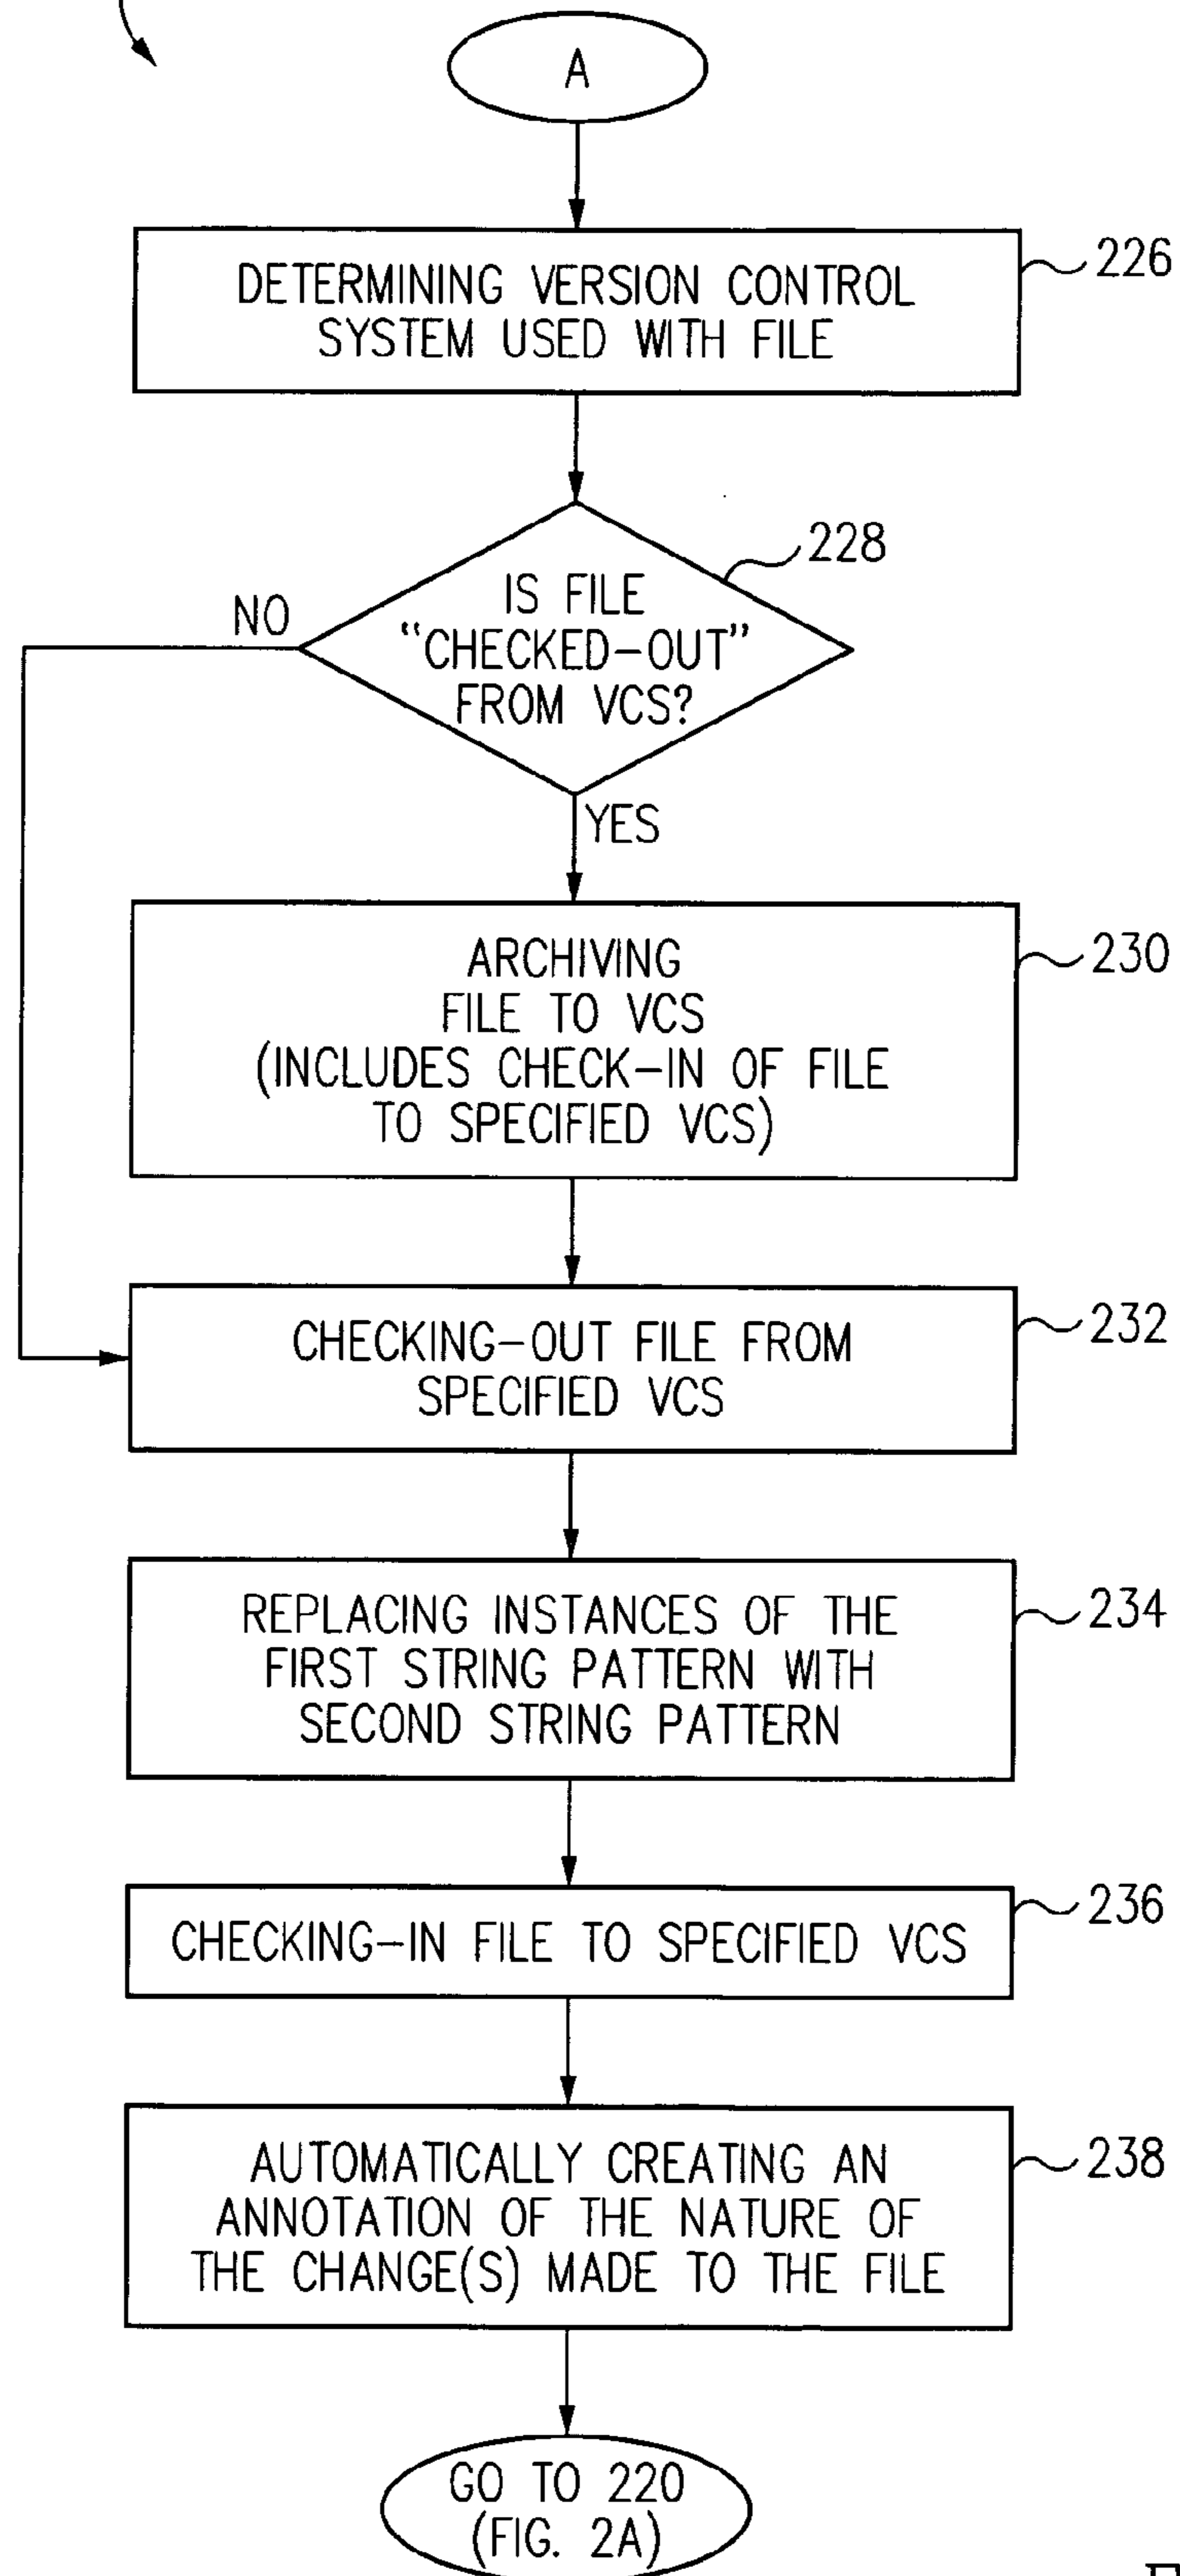 A
226
DETERMINING VERSION CONTROL
SYSTEM USED WITH FILE
228
IS FILE
“CHECKED-OUT”
FROM VCS?
NO
YES
230
ARCHIVING
FILE TO VCS
(INCLUDES CHECK-IN OF FILE
TO SPECIFIED VCS)
232
CHECKING-OUT FILE FROM
SPECIFIED VCS
234
REPLACING INSTANCES OF THE
FIRST STRING PATTERN WITH
SECOND STRING PATTERN
236
CHECKING-IN FILE TO SPECIFIED VCS
238
AUTOMATICALLY CREATING AN
ANNOTATION OF THE NATURE OF
THE CHANGE(S) MADE TO THE FILE
GO TO 220
(FIG. 2A)